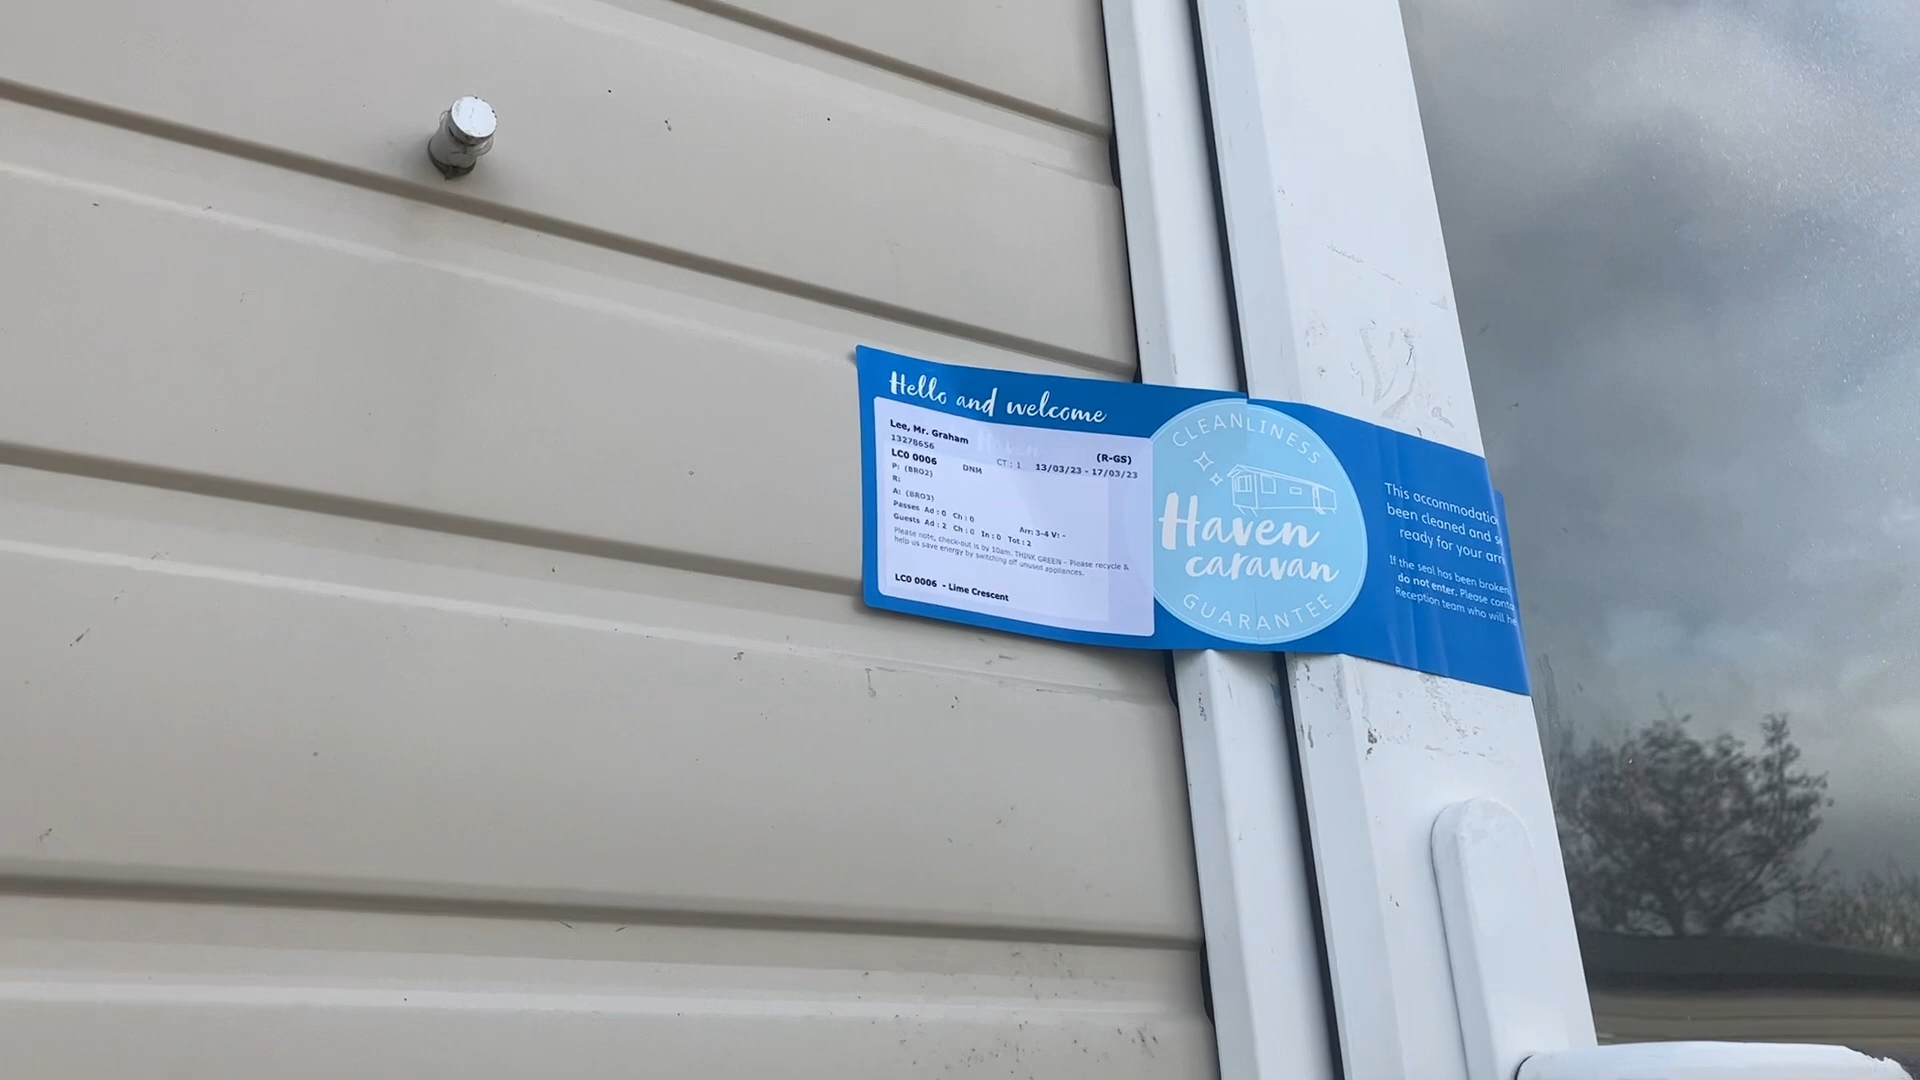 Hello and welcome
Lee, Mr. Graham
13278656 (R-GS)
LC0 0006 DNM CT : 1 13/03/23 - 17/03/23
P: (BRO2)
R:
A: (BRO3)
Passes Ad : 0 Ch : 0
Guests Ad : 2 Ch : 0 In : 0 Tot : 2 Arr: 3-4 V: -
Please note, check-out is by 10am. THINK GREEN - Please recycle &
help us save energy by switching off unused appliances.
LC0 0006 - Lime Crescent
CLEANLINESS
Haven
caravan
GUARANTEE
This accommodatio
been cleaned and s
ready for your arr
If the seal has been broken
do not enter. Please conta
Reception team who will he